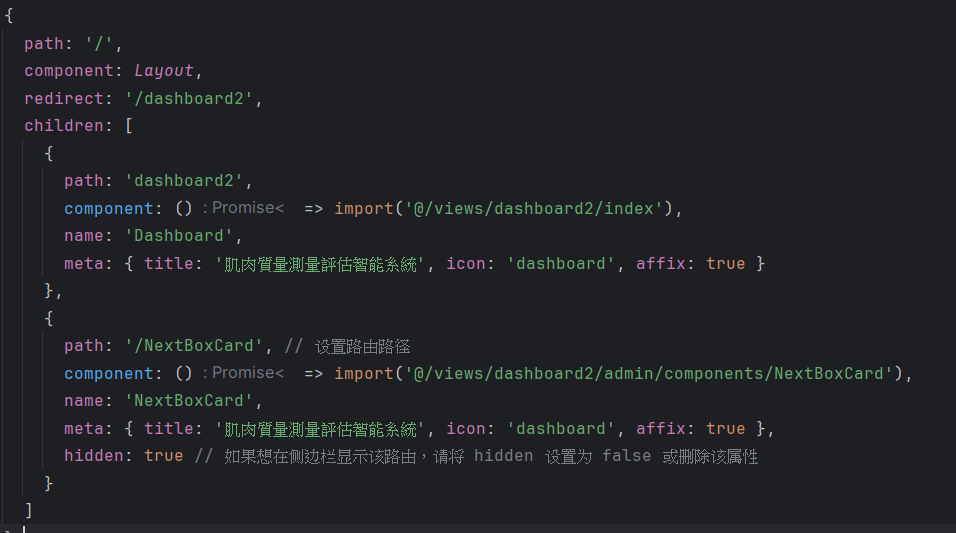 {
path: '/',
component: Layout,
redirect: '/dashboard2',
children: [
{
path: 'dashboard2',
component: () : Promise< => import('@/views/dashboard2/index'),
name: 'Dashboard',
meta: { title: '肌肉質量測量評估智能系統', icon: 'dashboard', affix: true }
},
{
path: '/NextBoxCard', // 设置路由路径
component: () : Promise< => import('@/views/dashboard2/admin/components/NextBoxCard'),
name: 'NextBoxCard',
meta: { title: '肌肉質量測量評估智能系統', icon: 'dashboard', affix: true },
hidden: true // 如果想在侧边栏显示该路由，请将 hidden 设置为 false 或删除该属性
}
]